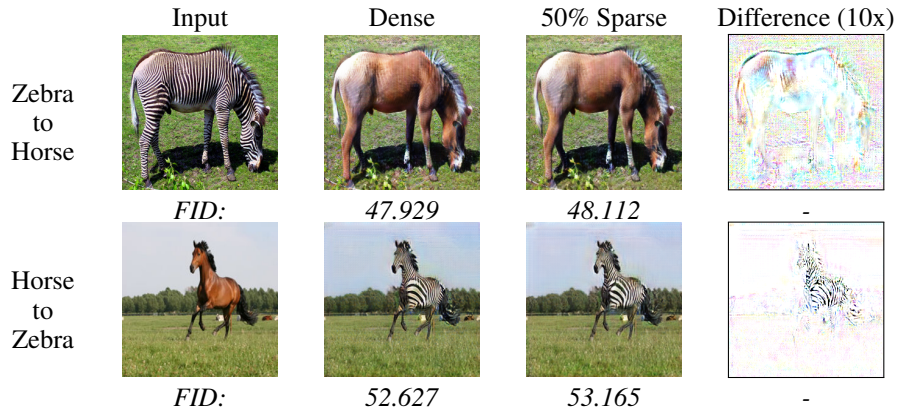 Input Dense 50% Sparse Difference (10x)
Zebra
to
Horse
FID: 47.929 48.112 -
Horse
to
Zebra
FID: 52.627 53.165 -